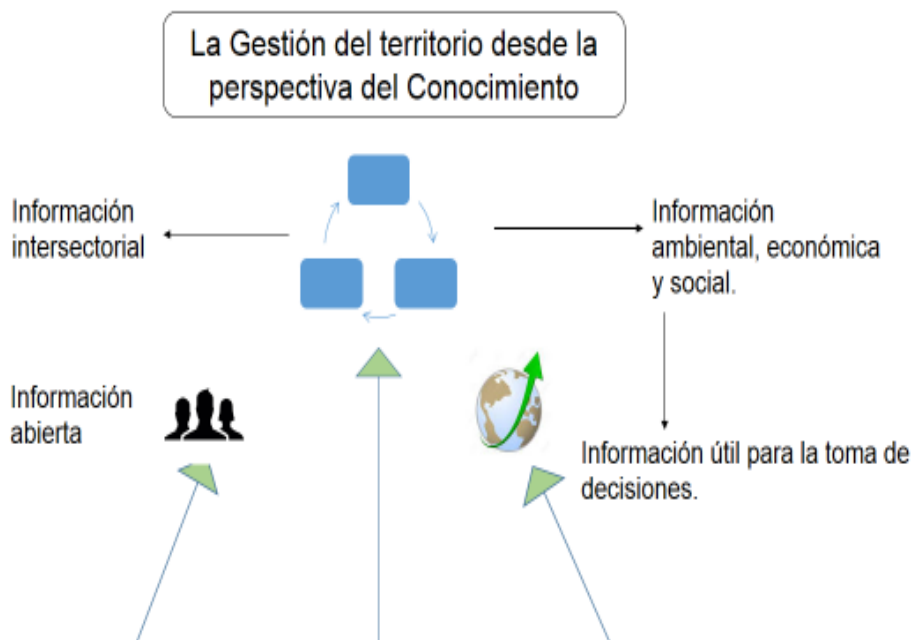 La Gestión del territorio desde la
perspectiva del Conocimiento
Información
intersectorial
Información
ambiental, económica
y social.
Información
abierta
Información útil para la toma de
decisiones.